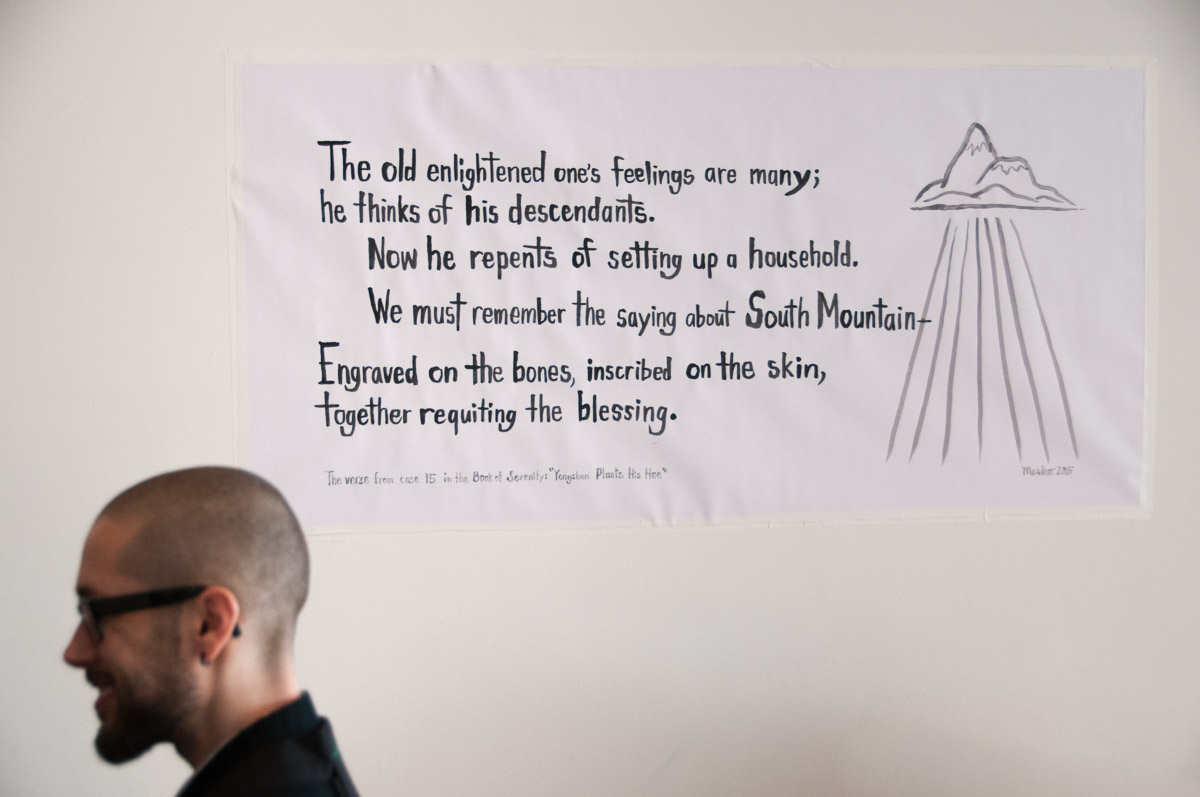 The old enlightened one's feelings are many;
he thinks of his descendants.
Now he repents of setting up a household.
We must remember the saying about South Mountain-
Engraved on the bones, inscribed on the skin,
together requiting the blessing.
The verse from case 15 in the Book of Serenity: "Yangshan Plants His Hoe"
2015